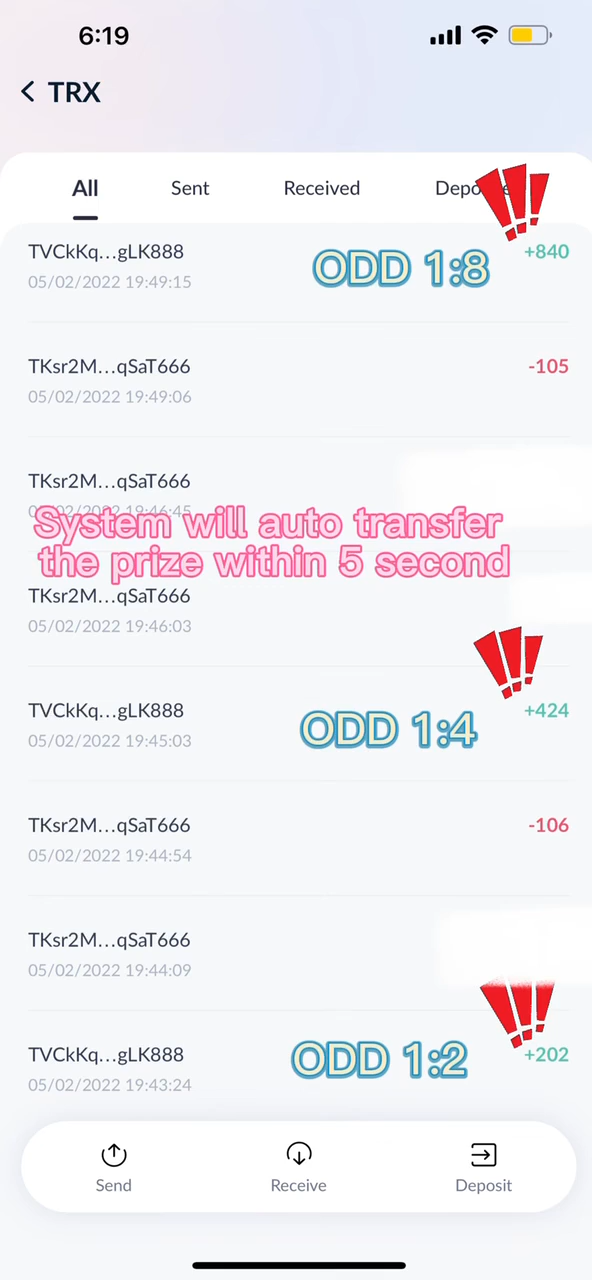 6:19
TRX
All Sent Received
TVCkKq...gLK888 +840
05/02/2022 19:49:15
ODD 1:8
TKsr2M...qSaT666 -105
05/02/2022 19:49:06
TKsr2M...qSaT666
19:46:45
System will auto transfer
the prize within 5 second
TKsr2M...qSaT666
05/02/2022 19:46:03
TVCkKq...gLK888 +424
05/02/2022 19:45:03
ODD 1:4
TKsr2M...qSaT666 -106
05/02/2022 19:44:54
TKsr2M...qSaT666
05/02/2022 19:44:09
TVCkKq...gLK888 +202
05/02/2022 19:43:24
ODD 1:2
Send Receive Deposit